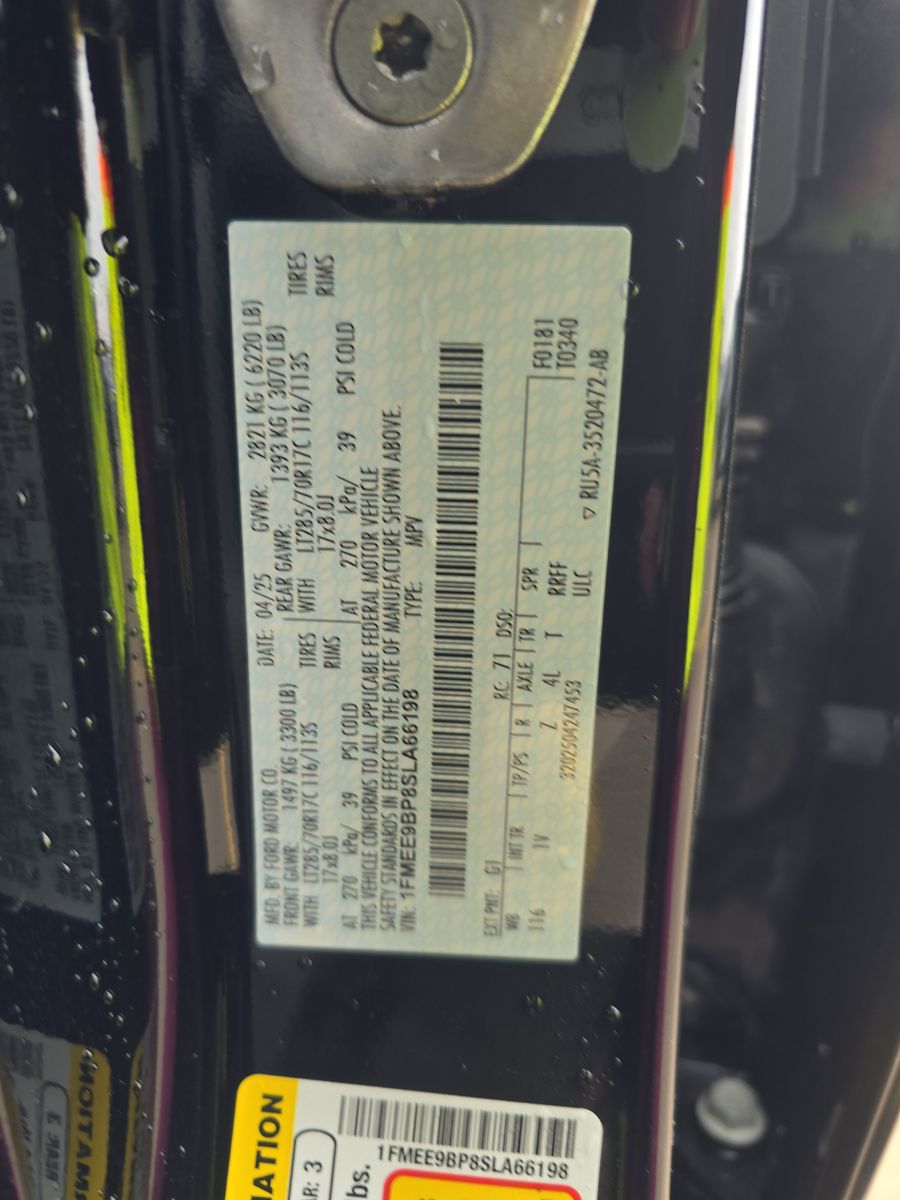 MFD. BY FORD MOTOR CO.
DATE: 04/25 GVWR: 2821 KG ( 6220 LB)
FRONT GAWR: 1497 KG ( 3300 LB)
REAR GAWR: 1393 KG ( 3070 LB)
WITH LT285/70R17C 116/113S TIRES
WITH LT285/70R17C 116/113S TIRES
17x8.0J RIMS
17x8.0J RIMS
AT 270 kPa/ 39 PSI COLD
AT 270 kPa/ 39 PSI COLD
THIS VEHICLE CONFORMS TO ALL APPLICABLE FEDERAL MOTOR VEHICLE
SAFETY STANDARDS IN EFFECT ON THE DATE OF MANUFACTURE SHOWN ABOVE.
VIN: 1FMEE9BP8SLA66198 TYPE: MPV
EXT PNT: G1 RC: 71 DSO: F0181
WB INT TR TP/PS R AXLE TR SPR T0340
116 1V Z 4L T RRFF
3202504247453 ULC ▽ RU5A-3520472-AB
1FMEE9BP8SLA66198